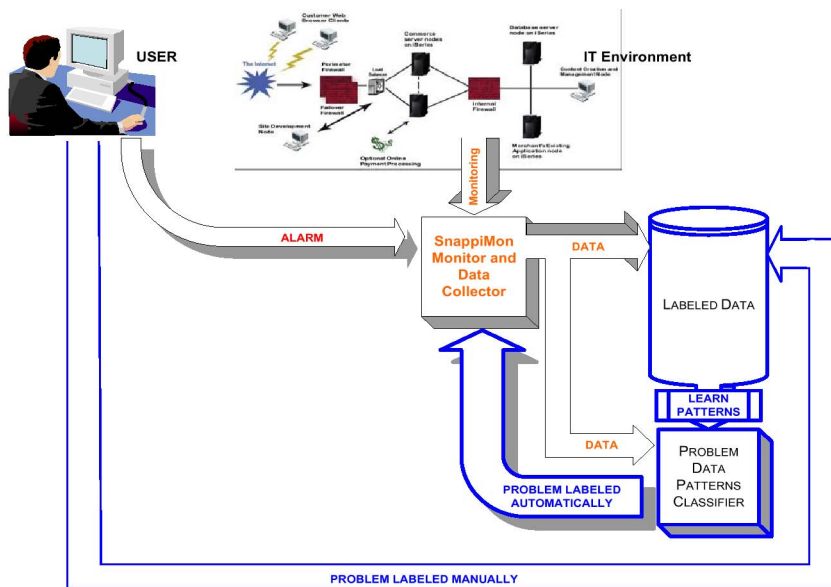 USER
Customer Web
Browser Clients
The Internet
Perimeter
Firewall
Failover
Firewall
Load
Balancer
Commerce
server nodes
on iSeries
Database server
node on iSeries
IT Environment
Content Creation and
Management Node
Internal
Firewall
Site Development
Node
Optional Online
Payment Processing
Merchant's Existing
Application node
on iSeries
Monitoring
ALARM
SnappiMon
Monitor and
Data
Collector
DATA
LABELED DATA
LEARN
PATTERNS
DATA
PROBLEM
DATA
PATTERNS
CLASSIFIER
PROBLEM LABELED
AUTOMATICALLY
PROBLEM LABELED MANUALLY